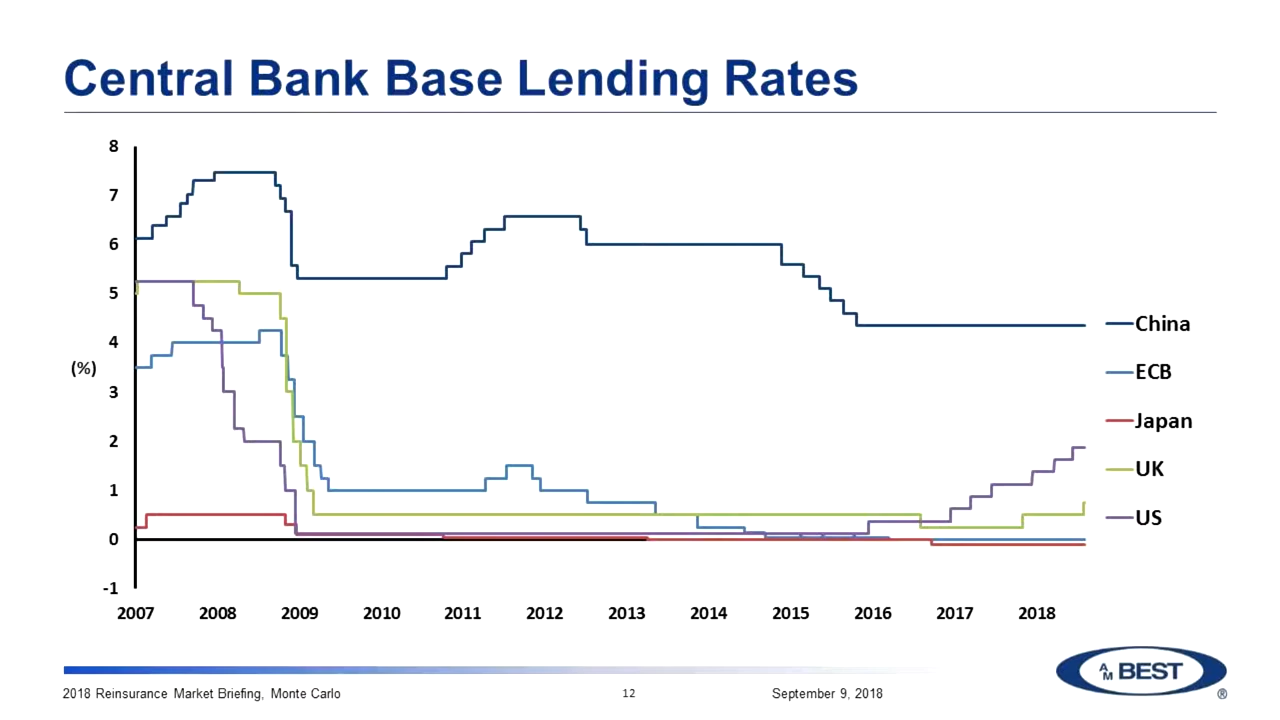 Central Bank Base Lending Rates
8
7
6
5
4
(%)
3
2
1
0
-1
2007 2008 2009 2010 2011 2012 2013 2014 2015 2016 2017 2018
China
ECB
Japan
UK
US
2018 Reinsurance Market Briefing, Monte Carlo 12 September 9, 2018
AM BEST ®